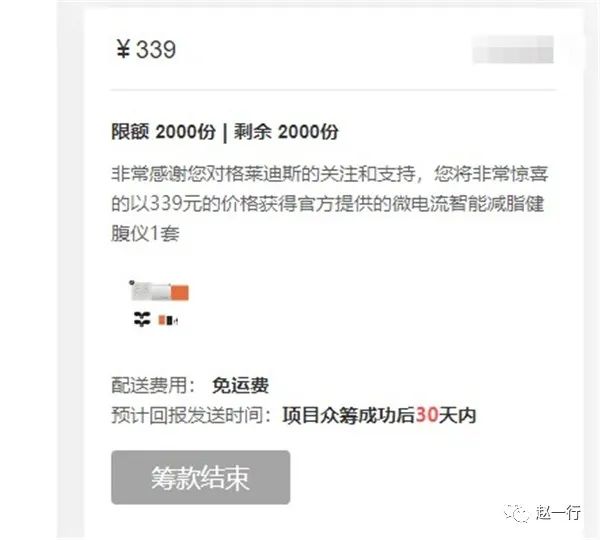 ¥339
限额 2000份 | 剩余 2000份
非常感谢您对格莱迪斯的关注和支持，您将非常惊喜
的以339元的价格获得官方提供的微电流智能减脂健
腹仪1套
配送费用： 免运费
预计回报发送时间：项目众筹成功后30天内
筹款结束
赵一行